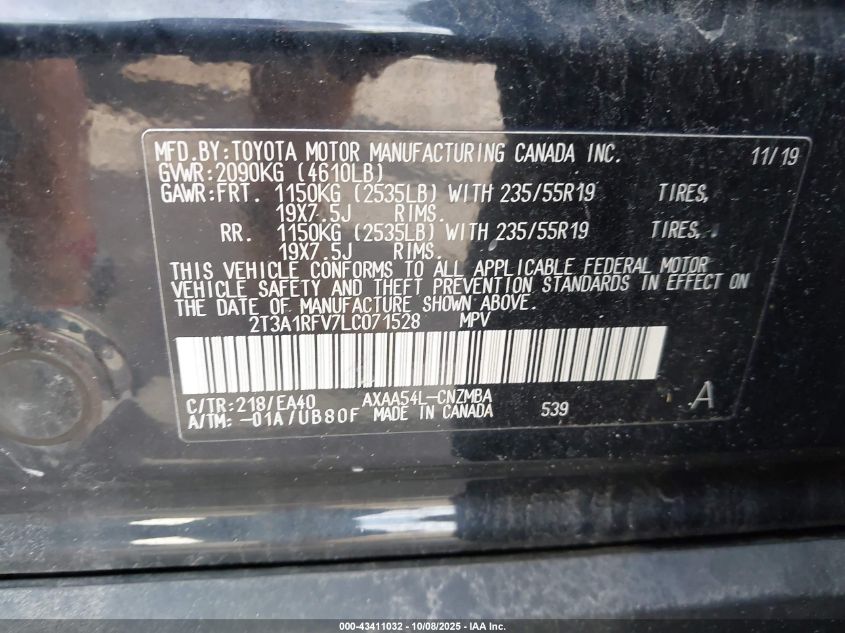 MFD.BY:TOYOTA MOTOR MANUFACTURING CANADA INC. 11/19
GVWR:2090KG (4610LB)
GAWR:FRT. 1150KG (2535LB) WITH 235/55R19 TIRES,
19X7.5J RIMS.
RR. 1150KG (2535LB) WITH 235/55R19 TIRES,
19X7.5J RIMS.
THIS VEHICLE CONFORMS TO ALL APPLICABLE FEDERAL MOTOR
VEHICLE SAFETY AND THEFT PREVENTION STANDARDS IN EFFECT ON
THE DATE OF MANUFACTURE SHOWN ABOVE.
2T3A1RFV7LC071528 MPV
C/TR:218/EA40 AXAA54L-CNZMBA A
A/TM:-01A/UB80F MADE IN CANADA 539
000-43411032 - 10/08/2025 - IAA Inc.